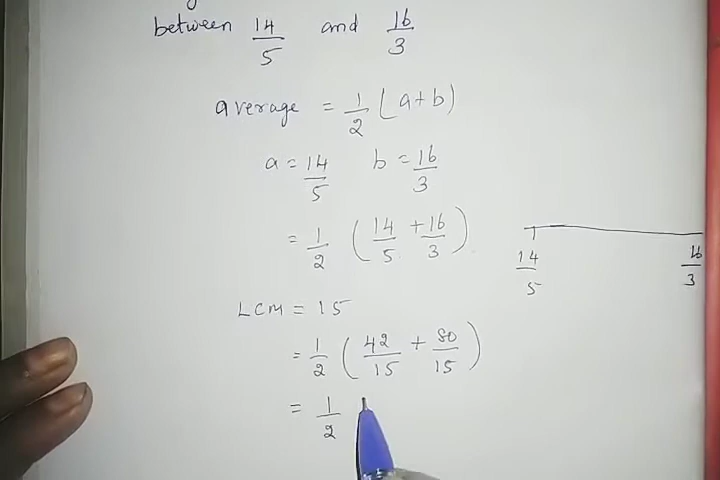 between 14/5 and 16/3
average = 1/2 (a+b)
a = 14/5 b = 16/3
= 1/2 (14/5 + 16/3)
14/5 16/3
LCM = 15
= 1/2 (42/15 + 80/15)
= 1/2